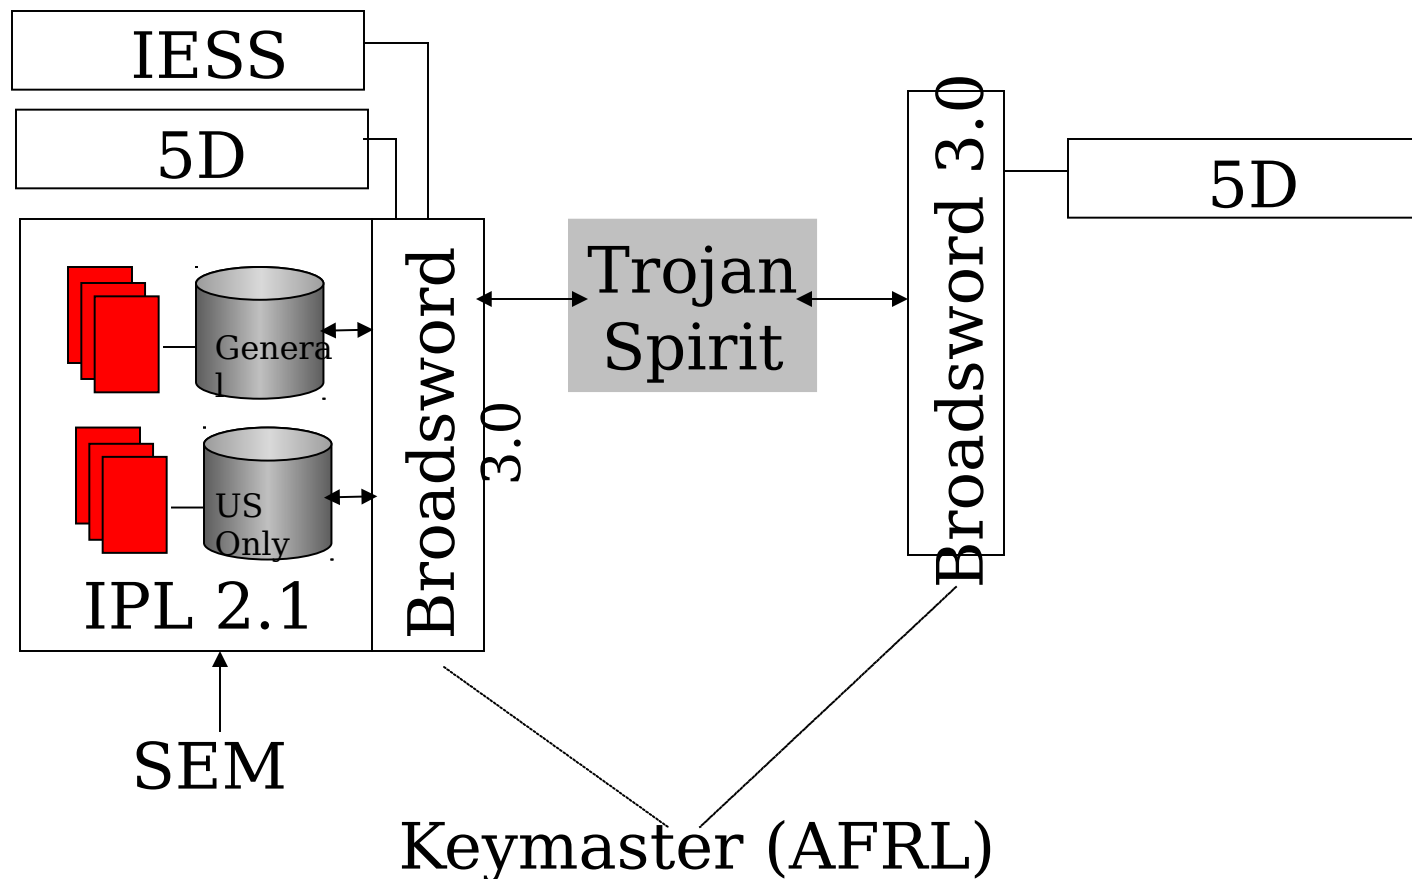 IESS
5D
Genera
l
US
Only
IPL 2.1
Broadsword
3.0
Trojan
Spirit
Broadsword 3.0
5D
SEM
Keymaster (AFRL)